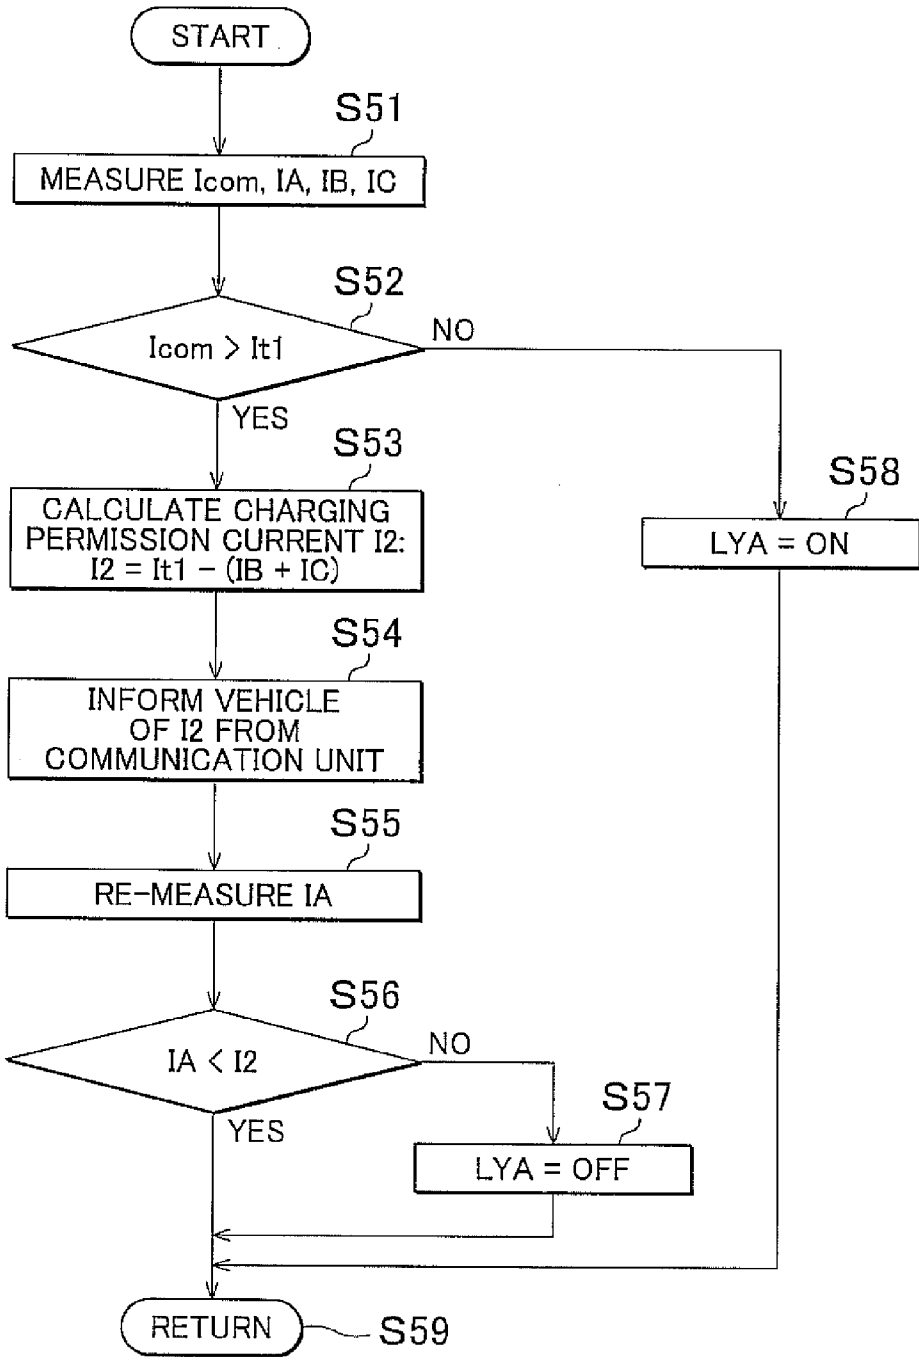 START
S51
MEASURE Icom, IA, IB, IC
S52
Icom > It1
NO
YES
S53
CALCULATE CHARGING
PERMISSION CURRENT I2:
I2 = It1 - (IB + IC)
S58
LYA = ON
S54
INFORM VEHICLE
OF I2 FROM
COMMUNICATION UNIT
S55
RE-MEASURE IA
S56
IA < I2
NO
YES
S57
LYA = OFF
RETURN
S59